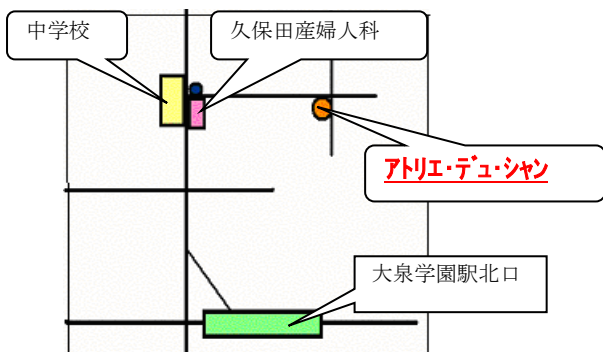 中学校
久保田産婦人科
アトリエ・デュ・シャン
大泉学園駅北口